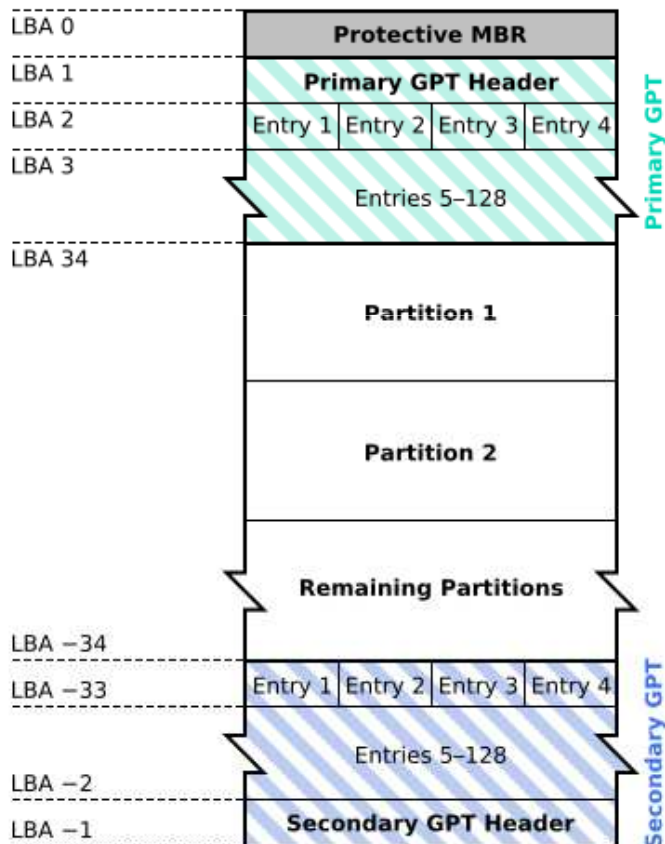 LBA 0
Protective MBR
LBA 1
Primary GPT Header
LBA 2
Entry 1 Entry 2 Entry 3 Entry 4
LBA 3
Entries 5–128
Primary GPT
LBA 34
Partition 1
Partition 2
Remaining Partitions
LBA −34
LBA −33
Entry 1 Entry 2 Entry 3 Entry 4
Entries 5–128
LBA −2
LBA −1
Secondary GPT Header
Secondary GPT